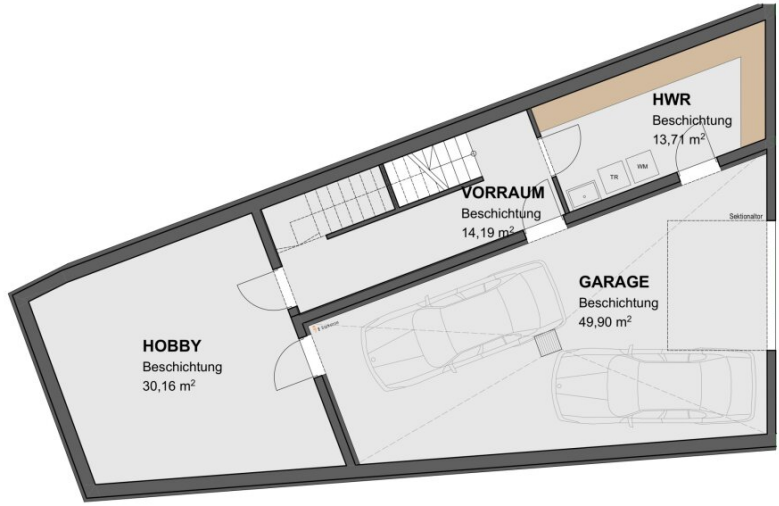 HWR
Beschichtung
13,71 m²
TR
WM
VORRAUM
Beschichtung
14,19 m²
Sektionaltor
GARAGE
Beschichtung
49,90 m²
HOBBY
Beschichtung
30,16 m²